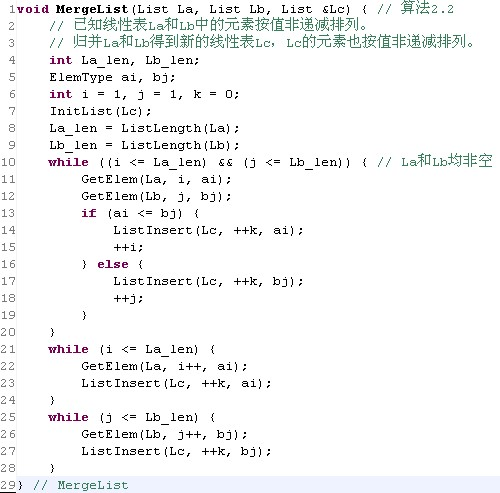 1 void MergeList(List La, List Lb, List &Lc) { // 算法2.2
2 // 已知线性表La和Lb中的元素按值非递减排列。
3 // 归并La和Lb得到新的线性表Lc，Lc的元素也按值非递减排列。
4 int La_len, Lb_len;
5 ElemType ai, bj;
6 int i = 1, j = 1, k = 0;
7 InitList(Lc);
8 La_len = ListLength(La);
9 Lb_len = ListLength(Lb);
10 while ((i <= La_len) && (j <= Lb_len)) { // La和Lb均非空
11 GetElem(La, i, ai);
12 GetElem(Lb, j, bj);
13 if (ai <= bj) {
14 ListInsert(Lc, ++k, ai);
15 ++i;
16 } else {
17 ListInsert(Lc, ++k, bj);
18 ++j;
19 }
20 }
21 while (i <= La_len) {
22 GetElem(La, i++, ai);
23 ListInsert(Lc, ++k, ai);
24 }
25 while (j <= Lb_len) {
26 GetElem(Lb, j++, bj);
27 ListInsert(Lc, ++k, bj);
28 }
29 } // MergeList